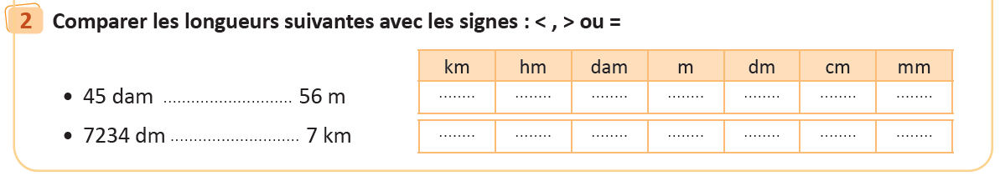 2 Comparer les longueurs suivantes avec les signes : < , > ou =
km hm dam m dm cm mm
• 45 dam ............................ 56 m
........ ........ ........ ........ ........ ........ ........
• 7234 dm ............................ 7 km
........ ........ ........ ........ ........ ........ ........